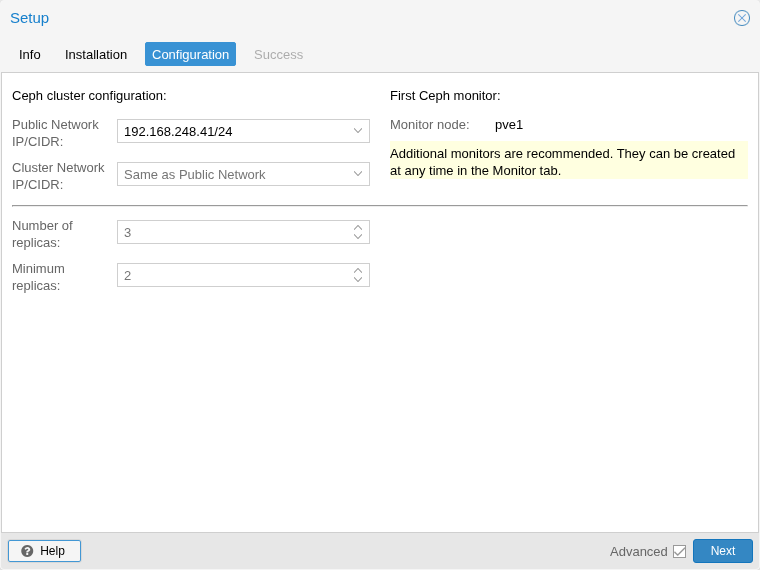 Setup
Info Installation Configuration Success
Ceph cluster configuration:
Public Network
IP/CIDR:
192.168.248.41/24
Cluster Network
IP/CIDR:
Same as Public Network
First Ceph monitor:
Monitor node: pve1
Additional monitors are recommended. They can be created
at any time in the Monitor tab.
Number of
replicas:
3
Minimum
replicas:
2
Help
Advanced
Next